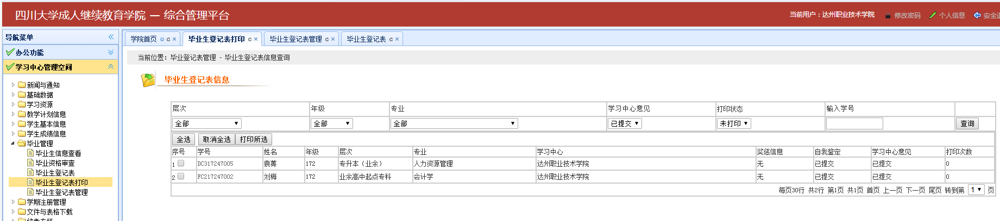 四川大学成人继续教育学院 — 综合管理平台
当前用户：达州职业技术学院 修改密码 个人信息 安全
导航菜单
办公功能
学习中心管理空间
新闻与通知
基础数据
学习资源
教学计划信息
学生基本信息
学生成绩信息
毕业管理
毕业生信息查看
毕业资格审查
毕业生登记表
毕业生登记表打印
毕业生登记表管理
学期注册管理
文件与表格下载
学院首页 毕业生登记表打印 毕业生登记表管理 毕业生登记表
当前位置：毕业登记表管理 - 毕业生登记表信息查询
毕业生登记表信息
层次 年级 专业 学习中心意见 打印状态 输入学号
全部 全部 全部 已提交 未打印 查询
全选 取消全选 打印所选
序号 学号 姓名 年级 层次 专业 学习中心 奖惩信息 自我鉴定 学习中心意见 打印次数
1 DC317247005 袁菁 172 专升本（业余） 人力资源管理 达州职业技术学院 无 已提交 已提交 0
2 FC217247002 刘梅 172 业余高中起点专科 会计学 达州职业技术学院 无 已提交 已提交 0
每页30行 共2行 第1页 共1页 首页 上一页 下一页 尾页 转到第 1 页